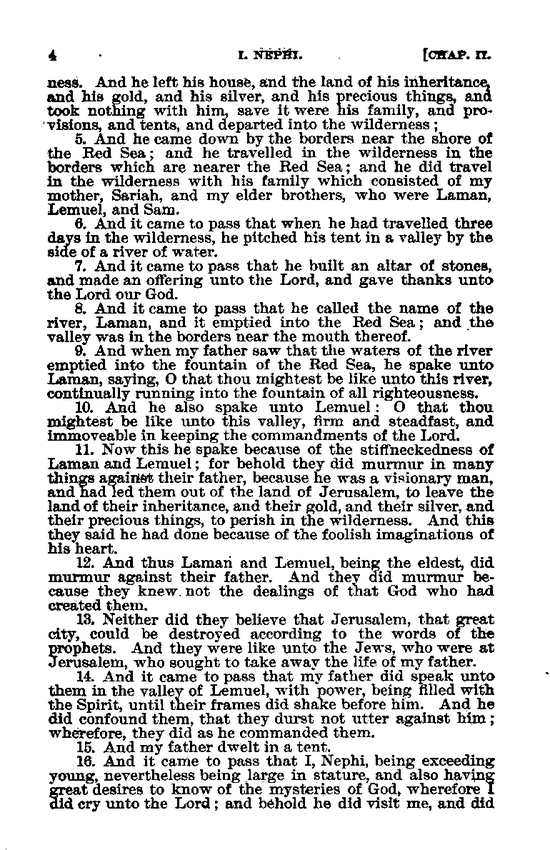 4 I. NEPHI. [CHAP. II.
ness. And he left his house, and the land of his inheritance,
and his gold, and his silver, and his precious things, and
took nothing with him, save it were his family, and pro-
visions, and tents, and departed into the wilderness;
5. And he came down by the borders near the shore of
the Red Sea; and he travelled in the wilderness in the
borders which are nearer the Red Sea; and he did travel
in the wilderness with his family which consisted of my
mother, Sariah, and my elder brothers, who were Laman,
Lemuel, and Sam.
6. And it came to pass that when he had travelled three
days in the wilderness, he pitched his tent in a valley by the
side of a river of water.
7. And it came to pass that he built an altar of stones,
and made an offering unto the Lord, and gave thanks unto
the Lord our God.
8. And it came to pass that he called the name of the
river, Laman, and it emptied into the Red Sea; and the
valley was in the borders near the mouth thereof.
9. And when my father saw that the waters of the river
emptied into the fountain of the Red Sea, he spake unto
Laman, saying, O that thou mightest be like unto this river,
continually running into the fountain of all righteousness.
10. And he also spake unto Lemuel: O that thou
mightest be like unto this valley, firm and steadfast, and
immoveable in keeping the commandments of the Lord.
11. Now this he spake because of the stiffneckedness of
Laman and Lemuel; for behold they did murmur in many
things against their father, because he was a visionary man,
and had led them out of the land of Jerusalem, to leave the
land of their inheritance, and their gold, and their silver, and
their precious things, to perish in the wilderness. And this
they said he had done because of the foolish imaginations of
his heart.
12. And thus Laman and Lemuel, being the eldest, did
murmur against their father. And they did murmur be-
cause they knew not the dealings of that God who had
created them.
13. Neither did they believe that Jerusalem, that great
city, could be destroyed according to the words of the
prophets. And they were like unto the Jews, who were at
Jerusalem, who sought to take away the life of my father.
14. And it came to pass that my father did speak unto
them in the valley of Lemuel, with power, being filled with
the Spirit, until their frames did shake before him. And he
did confound them, that they durst not utter against him;
wherefore, they did as he commanded them.
15. And my father dwelt in a tent.
16. And it came to pass that I, Nephi, being exceeding
young, nevertheless being large in stature, and also having
great desires to know of the mysteries of God, wherefore I
did cry unto the Lord; and behold he did visit me, and did